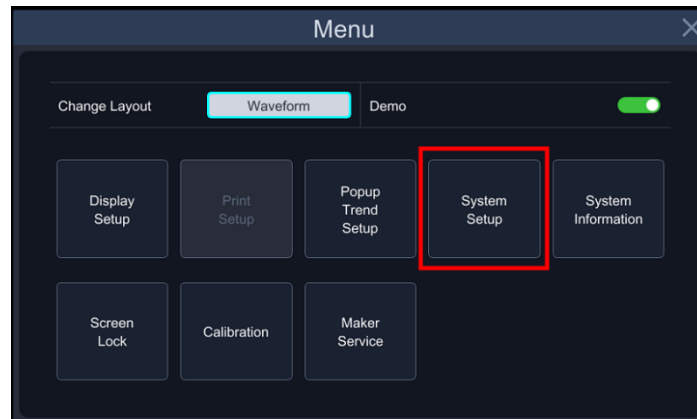 Menu
Change Layout
Waveform
Demo
Display
Setup
Print
Setup
Popup
Trend
Setup
System
Setup
System
Information
Screen
Lock
Calibration
Maker
Service